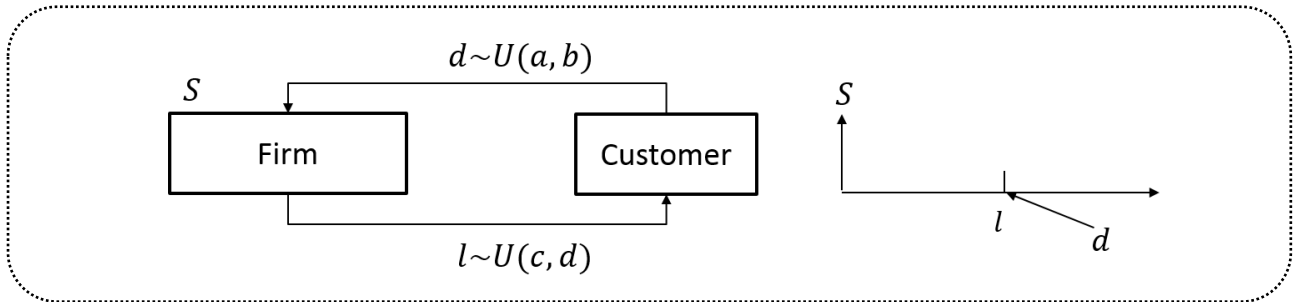 d~U(a, b)
S
Firm
Customer
l~U(c, d)
S
l
d